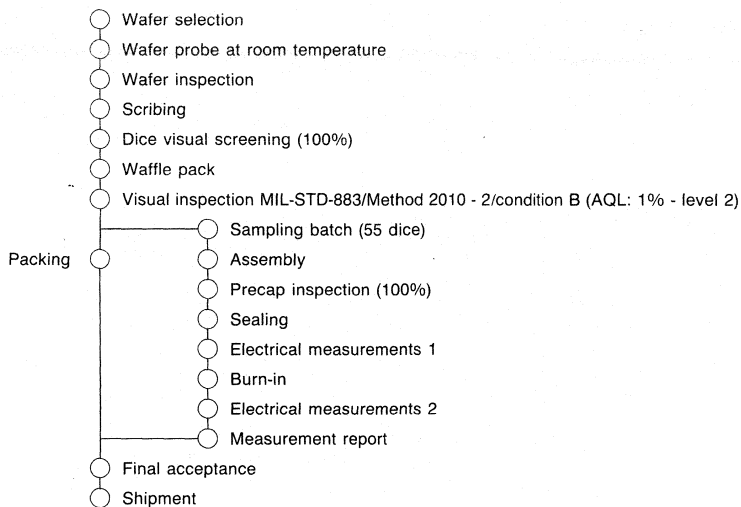 Wafer selection
Wafer probe at room temperature
Wafer inspection
Scribing
Dice visual screening (100%)
Waffle pack
Visual inspection MIL-STD-883/Method 2010 - 2/condition B (AQL: 1% - level 2)
Sampling batch (55 dice)
Packing
Assembly
Precap inspection (100%)
Sealing
Electrical measurements 1
Burn-in
Electrical measurements 2
Measurement report
Final acceptance
Shipment